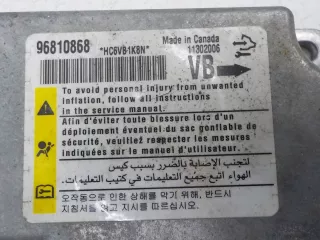 96810868
*HC6VB1K8N*
Made in Canada
11302006
VB
To avoid personal injury from unwanted
inflation, follow all instructions
in the service manual.
Afin d'éviter toute blessure lors d'un
déploiement éventuel du sac gonflable
de sécurité, veuillez respecter les mesures
indiquées sur le manuel d'utilisateur.
لتجنب الإصابة بالضرر بسبب كيس
الهواء اتبع جميع التعليمات في كتيب التعليمات.
오작동으로 인한 상해를 막기 위해, 반드시
지침서를 읽고 그에 따르십시오.